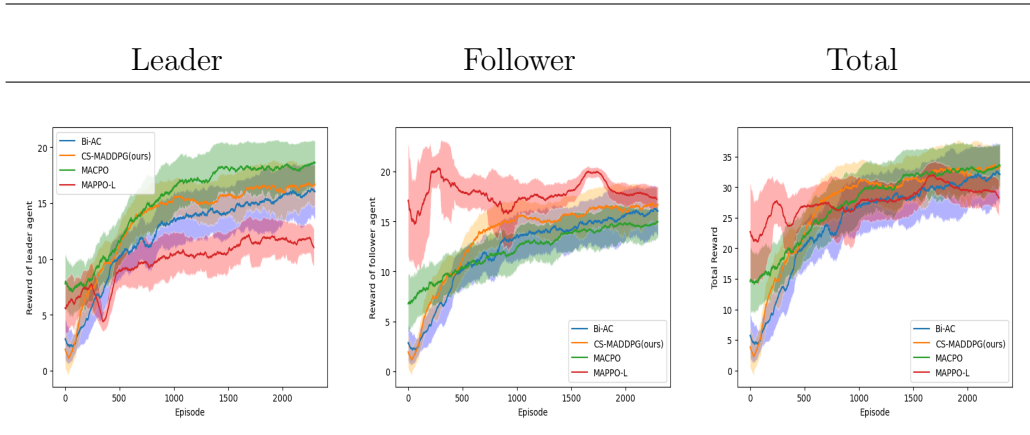 Leader Follower Total
Reward of leader agent
20
15
10
5
0
Bi-AC
CS-MADDPG(ours)
MACPO
MAPPO-L
0 500 1000 1500 2000
Episode
Reward of follower agent
20
15
10
5
0
Bi-AC
CS-MADDPG(ours)
MACPO
MAPPO-L
0 500 1000 1500 2000
Episode
Total Reward
35
30
25
20
15
10
5
0
Bi-AC
CS-MADDPG(ours)
MACPO
MAPPO-L
0 500 1000 1500 2000
Episode